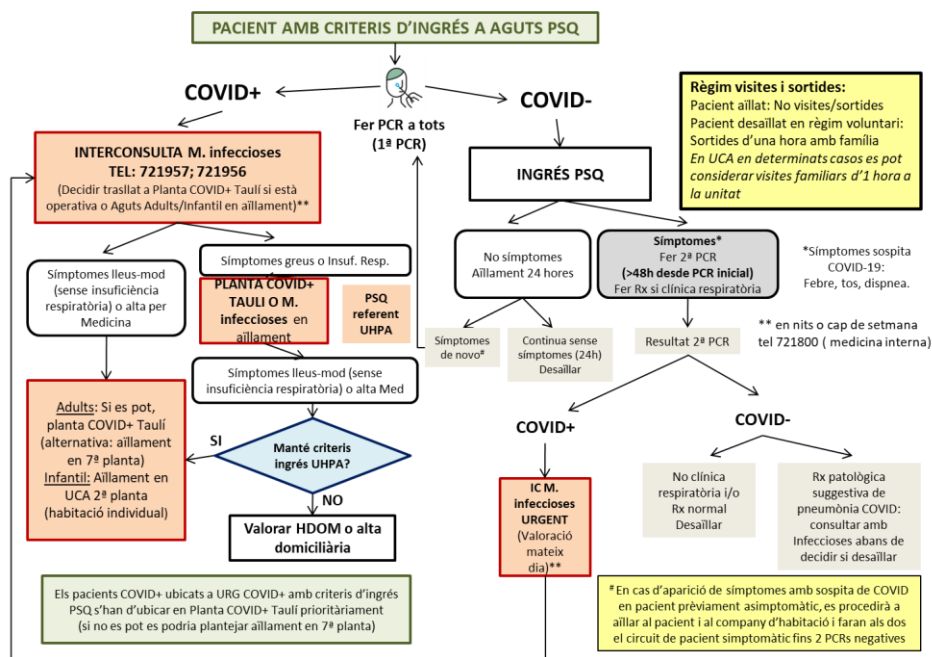 PACIENT AMB CRITERIS D'INGRÉS A AGUTS PSQ
COVID+
Fer PCR a tots
(1ª PCR)
COVID-
Règim visites i sortides:
Pacient aïllat: No visites/sortides
Pacient desaïllat en règim voluntari:
Sortides d'una hora amb família
En UCA en determinats casos es pot
considerar visites familiars d'1 hora a
la unitat
INTERCONSULTA M. infeccioses
TEL: 721957; 721956
(Decidir trasllat a Planta COVID+ Taulí si està
operativa o Aguts Adults/Infantil en aïllament)**
INGRÉS PSQ
Símptomes lleus-mod
(sense insuficiència
respiratòria) o alta per
Medicina
Símptomes greus o Insuf. Resp.
PLANTA COVID+
TAULI O M.
infeccioses en
aïllament
PSQ
referent
UHPA
No símptomes
Aïllament 24 hores
Símptomes*
Fer 2ª PCR
(>48h desde PCR inicial)
Fer Rx si clínica respiratòria
*Símptomes sospita
COVID-19:
Febre, tos, dispnea.
** en nits o cap de setmana
tel 721800 ( medicina interna)
Símptomes
de novo#
Continua sense
símptomes (24h)
Desaïllar
Resultat 2ª PCR
Símptomes lleus-mod (sense
insuficiència respiratòria) o alta Med
Adults: Si es pot,
planta COVID+ Taulí
(alternativa: aïllament
en 7ª planta)
Infantil: Aïllament en
UCA 2ª planta
(habitació individual)
SI
Manté criteris
ingrés UHPA?
NO
Valorar HDOM o alta
domiciliària
COVID+
COVID-
IC M.
infeccioses
URGENT
(Valoració
mateix
dia)**
No clínica
respiratòria i/o
Rx normal
Desaïllar
Rx patològica
suggestiva de
pneumònia COVID:
consultar amb
Infeccioses abans de
decidir si desaïllar
Els pacients COVID+ ubicats a URG COVID+ amb criteris d'ingrés
PSQ s'han d'ubicar en Planta COVID+ Taulí prioritàriament
(si no es pot es podria plantejar aïllament en 7ª planta)
#En cas d'aparició de símptomes amb sospita de COVID
en pacient prèviament asimptomàtic, es procedirà a
aïllar al pacient i al company d'habitació i faran als dos
el circuit de pacient simptomàtic fins 2 PCRs negatives